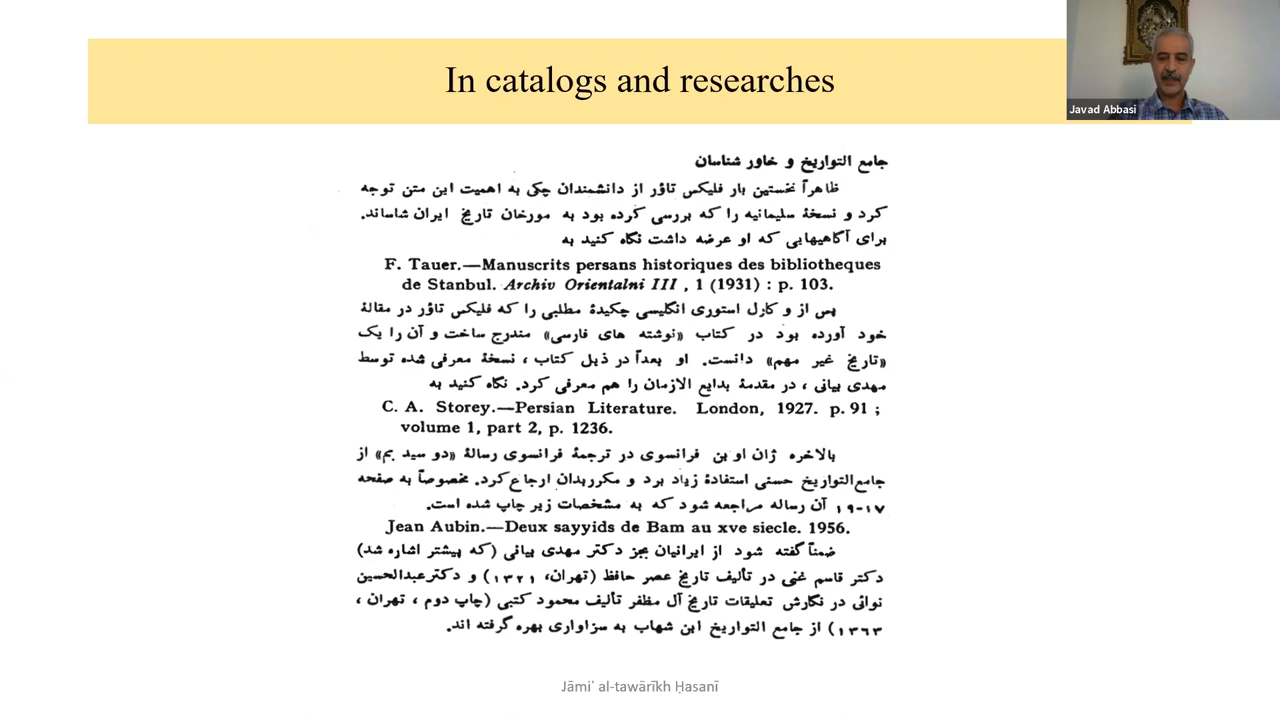 In catalogs and researches
Javad Abbasi
جامع التواریخ و خاور شناسان
ظاهراً نخستین بار فلیکس تاؤر از دانشمندان چکی به اهمیت این متن توجه
کرد و نسخهٔ سلیمانیه را که بررسی کرده بود به مورخان تاریخ ایران شاساند.
برای آگاهیهایی که او عرضه داشت نگاه کنید به
F. Tauer.—Manuscrits persans historiques des bibliotheques
de Stanbul. Archiv Orientalni III , 1 (1931) : p. 103.
پس از و کارل استوری انگلیسی چکیدهٔ مطلبی را که فلیکس تاؤر در مقالهٔ
خود آورده بود در کتاب «نوشته های فارسی» مندرج ساخت و آن را یک
«تاریخ غیر مهم» دانست. او بعداً در ذیل کتاب ، نسخهٔ معرفی شده توسط
مهدی بیانی ، در مقدمهٔ بدایع الازمان را هم معرفی کرد. نگاه کنید به
C. A. Storey.—Persian Literature. London, 1927. p. 91 ;
volume 1, part 2, p. 1236.
بالاخره ژان اوبن فرانسوی در ترجمهٔ فرانسوی رسالهٔ «دو سید بم» از
جامع‌التواریخ حسنی استفادهٔ زیاد برد و مکرربدان ارجاع کرد. مخصوصاً به صفحه
۱۷-۱۹ آن رساله مراجعه شود که به مشخصات زیر چاپ شده است.
Jean Aubin.—Deux sayyids de Bam au xve siecle. 1956.
ضمناً گفته شود از ایرانیان بجز دکتر مهدی بیانی (که پیشتر اشاره شد)
دکتر قاسم غنی در تألیف تاریخ عصر حافظ (تهران، ۱۳۲۱) و دکترعبدالحسین
نوائی در نگارش تعلیقات تاریخ آل مظفر تألیف محمود کتبی (چاپ دوم ، تهران ،
۱۳۶۳) از جامع التواریخ ابن شهاب به سزاواری بهره گرفته اند.
Jāmiʿ al-tawārīkh Ḥasanī